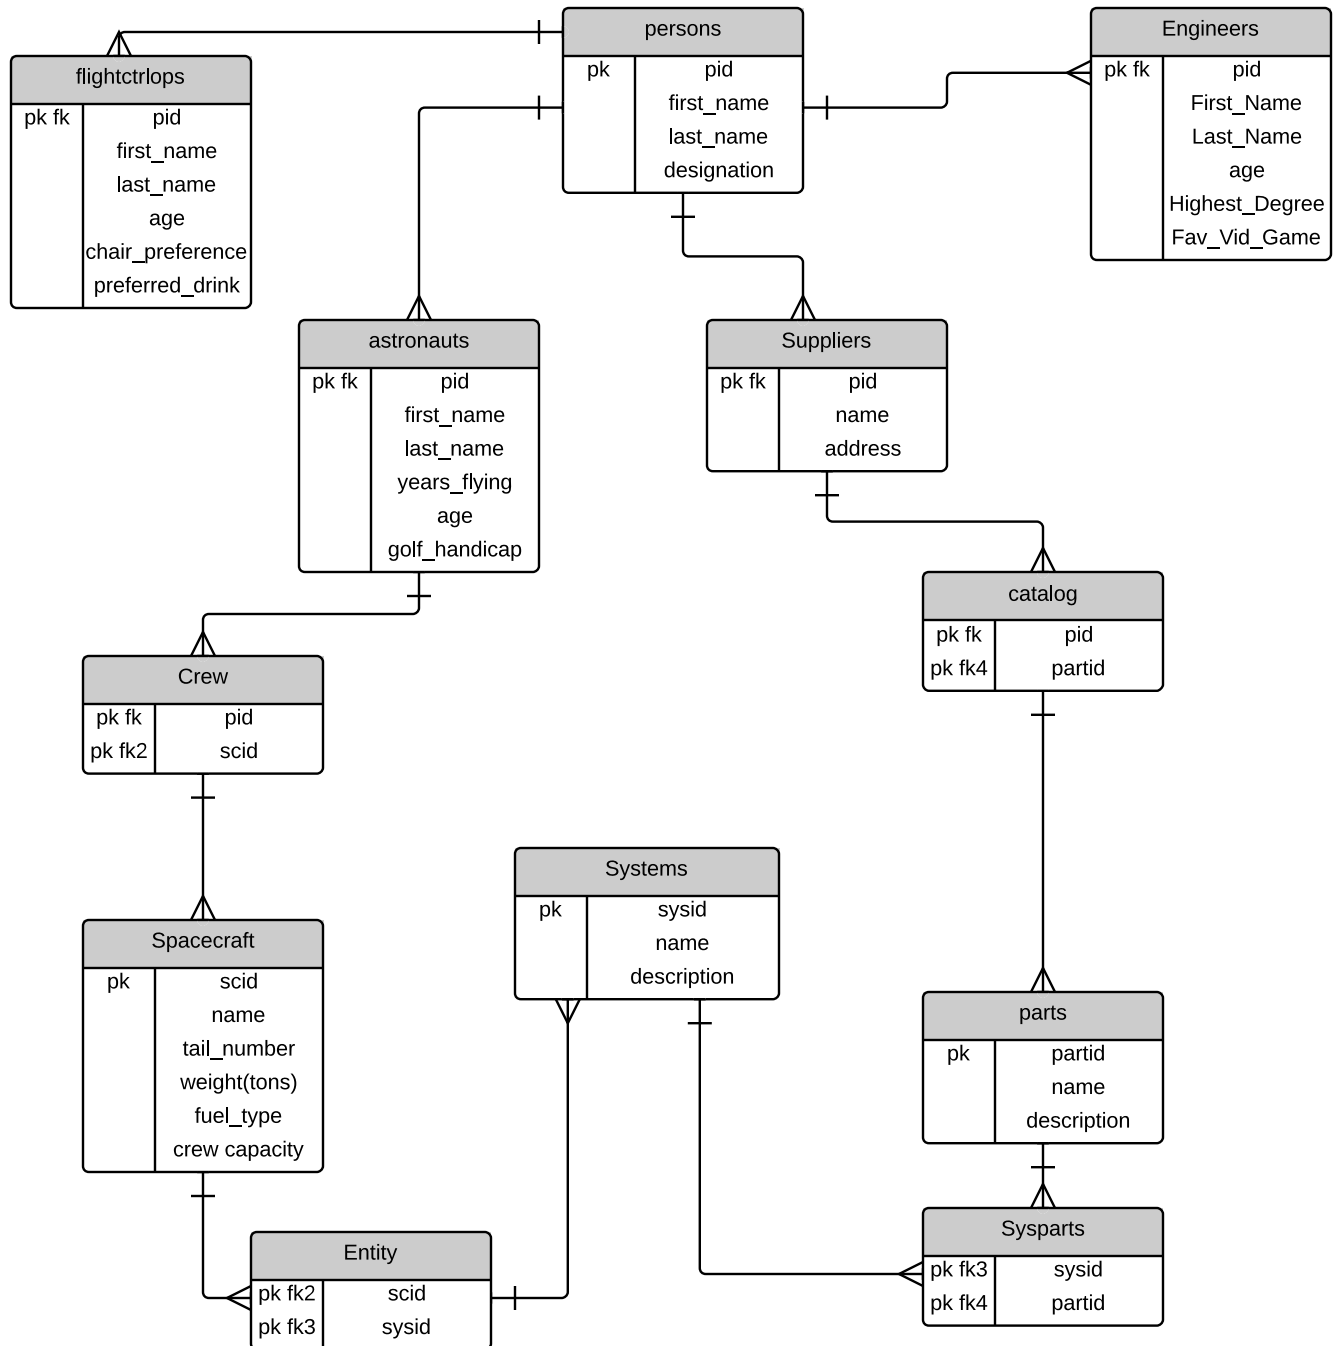 persons
pk pid
first_name
last_name
designation
Engineers
pk fk pid
First_Name
Last_Name
age
Highest_Degree
Fav_Vid_Game
flightctrlops
pk fk pid
first_name
last_name
age
chair_preference
preferred_drink
astronauts
pk fk pid
first_name
last_name
years_flying
age
golf_handicap
Suppliers
pk fk pid
name
address
catalog
pk fk pid
pk fk4 partid
Crew
pk fk pid
pk fk2 scid
Systems
pk sysid
name
description
Spacecraft
pk scid
name
tail_number
weight(tons)
fuel_type
crew capacity
parts
pk partid
name
description
Entity
pk fk2 scid
pk fk3 sysid
Sysparts
pk fk3 sysid
pk fk4 partid